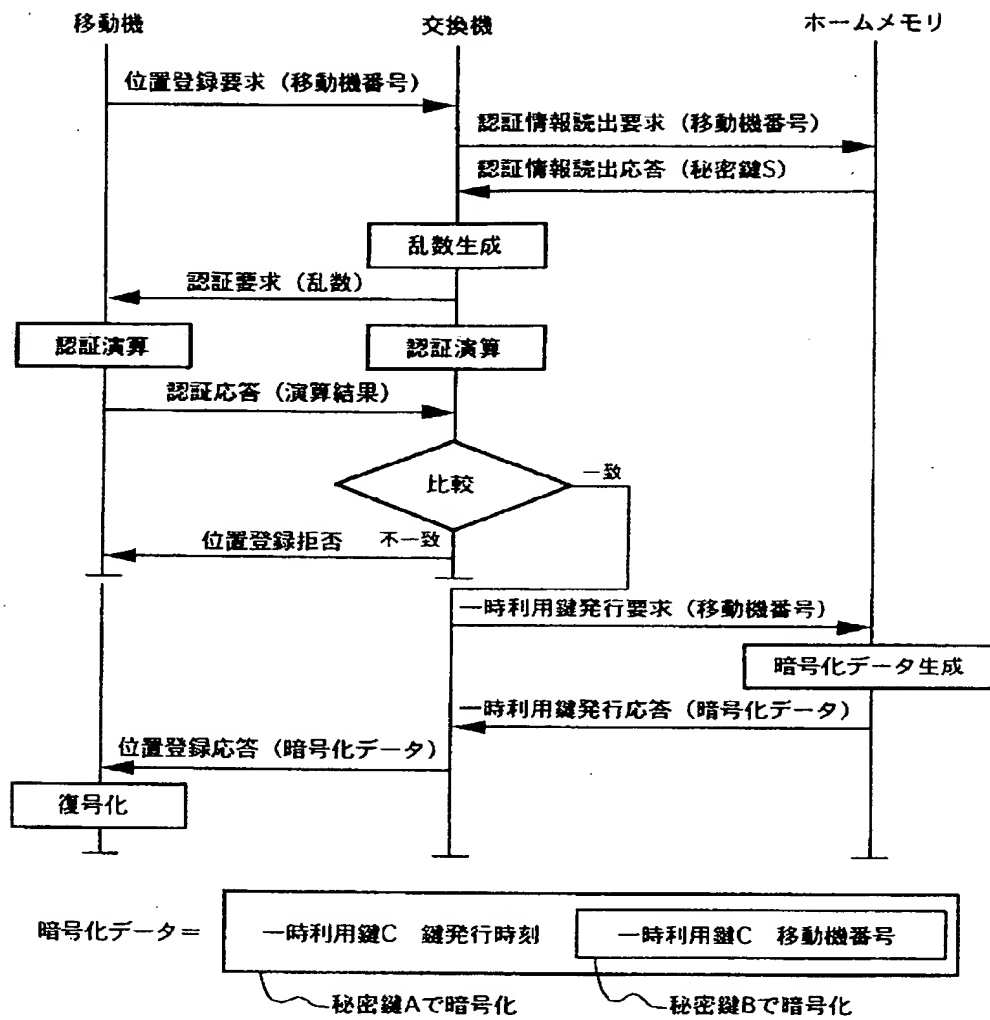 移動機 交換機 ホームメモリ
位置登録要求（移動機番号）
認証情報読出要求（移動機番号）
認証情報読出応答（秘密鍵S）
乱数生成
認証要求（乱数）
認証演算 認証演算
認証応答（演算結果）
比較 一致
位置登録拒否 不一致
一時利用鍵発行要求（移動機番号）
暗号化データ生成
一時利用鍵発行応答（暗号化データ）
位置登録応答（暗号化データ）
復号化
暗号化データ＝ 一時利用鍵C 鍵発行時刻 一時利用鍵C 移動機番号
秘密鍵Aで暗号化 秘密鍵Bで暗号化